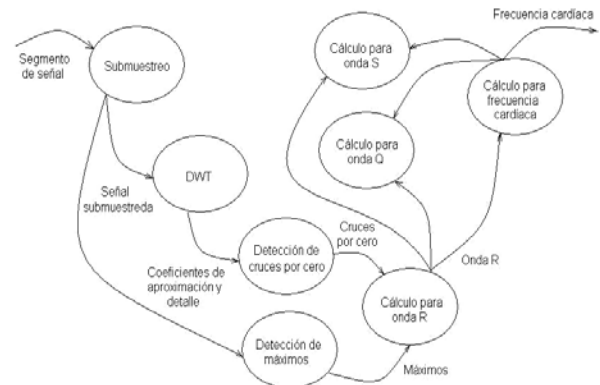 Frecuencia cardíaca
Segmento
de señal
Submuestreo
Cálculo para
onda S
Cálculo para
frecuencia
cardíaca
Cálculo para
onda Q
DWT
Señal
submuestreda
Cruces
por cero
Detección de
cruces por cero
Onda R
Coeficientes de
aproximación y
detalle
Cálculo para
onda R
Detección de
máximos
Máximos